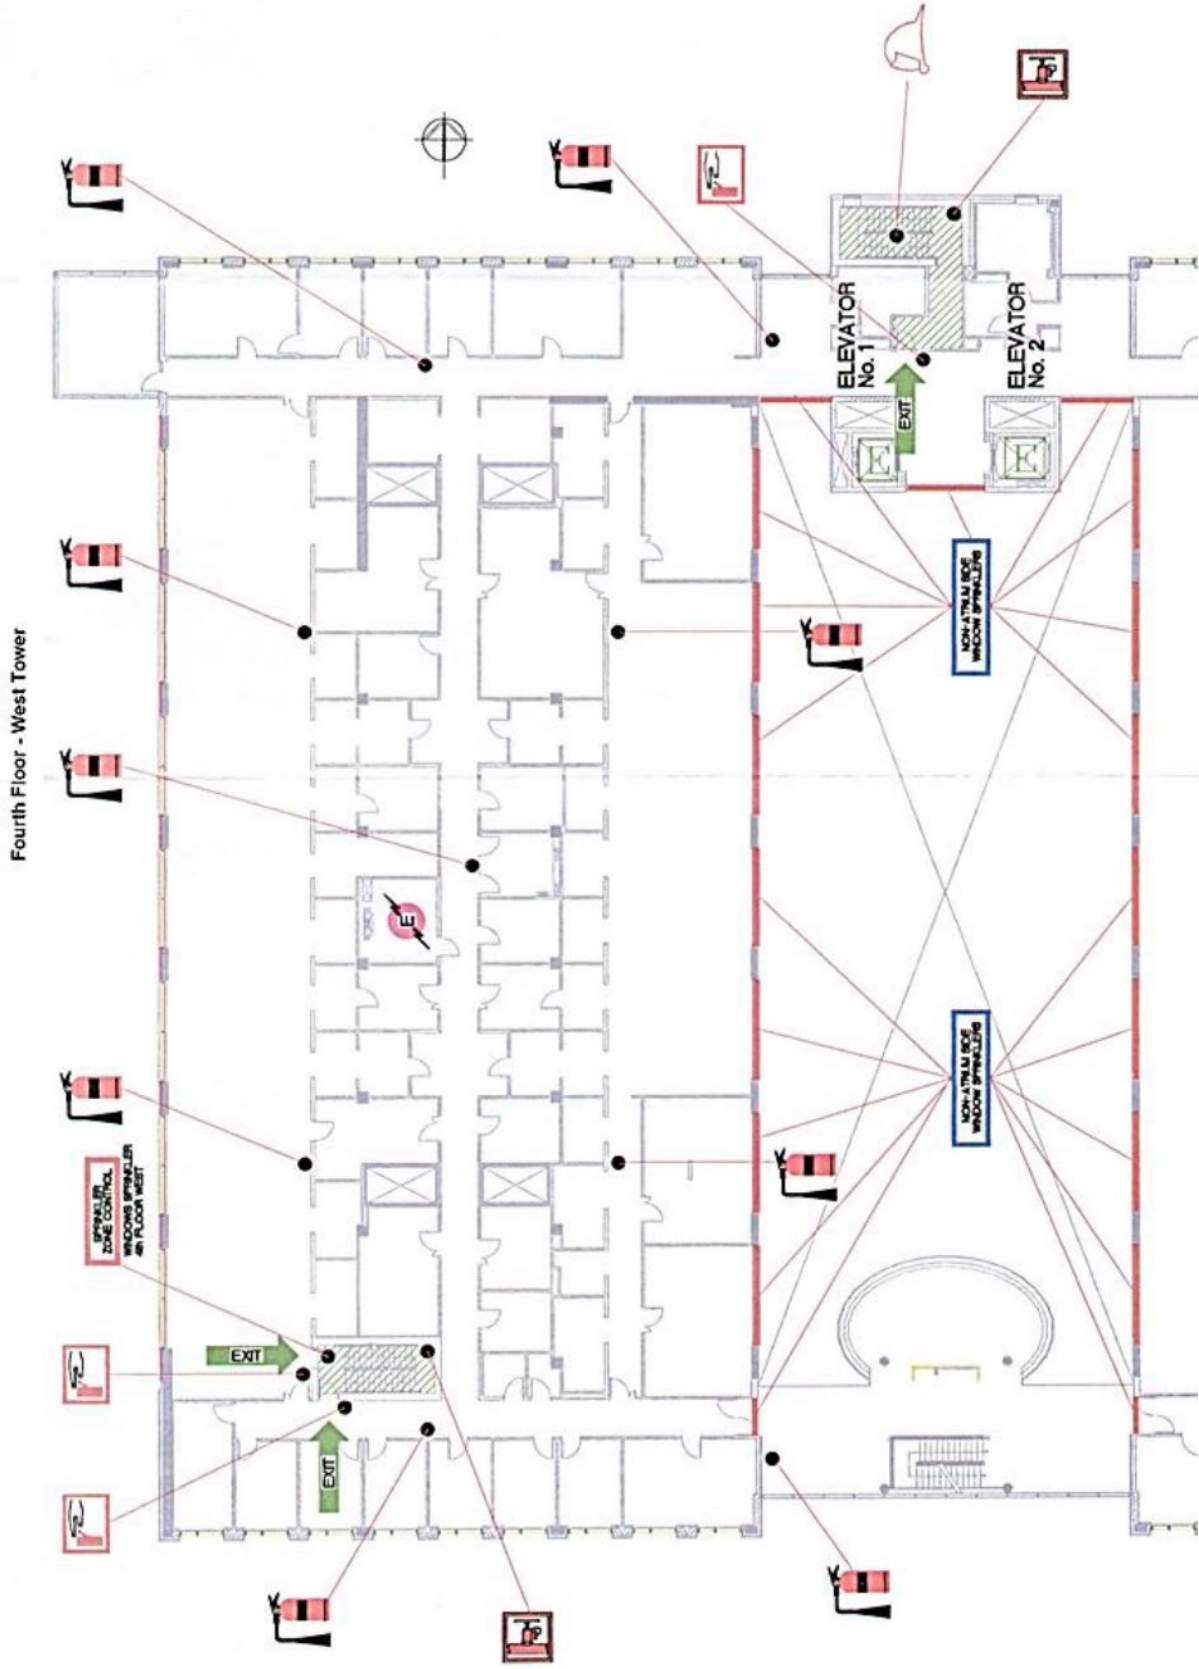 Fourth Floor - West Tower
ELEVATOR
No. 1
ELEVATOR
No. 2
EXIT
E
E
NON-ATRIUM SIDE
WINDOW SPRINKLERS
E
NON-ATRIUM SIDE
WINDOW SPRINKLERS
SPRINKLER
ZONE CONTROL
WINDOWS SPRINKLER
4th FLOOR WEST
EXIT
EXIT